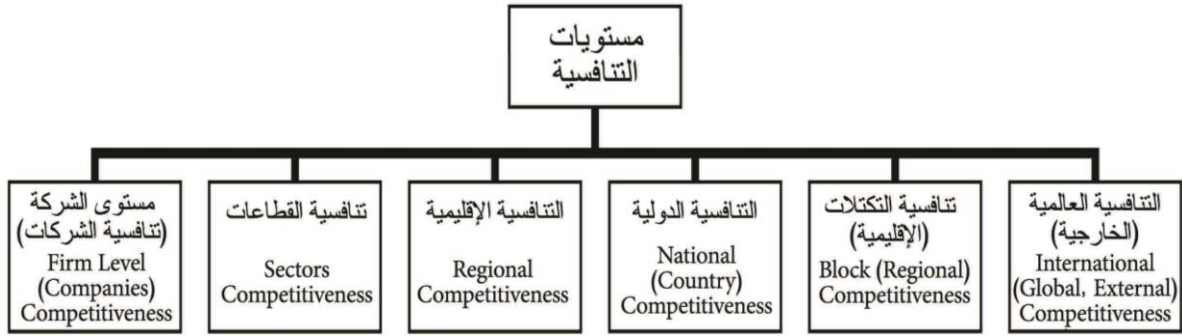 مستويات
التنافسية
مستوى الشركة
(تنافسية الشركات)
Firm Level
(Companies)
Competitiveness
تنافسية القطاعات
Sectors
Competitiveness
التنافسية الإقليمية
Regional
Competitiveness
التنافسية الدولية
National
(Country)
Competitiveness
تنافسية التكتلات
(الإقليمية)
Block (Regional)
Competitiveness
التنافسية العالمية
(الخارجية)
International
(Global, External)
Competitiveness